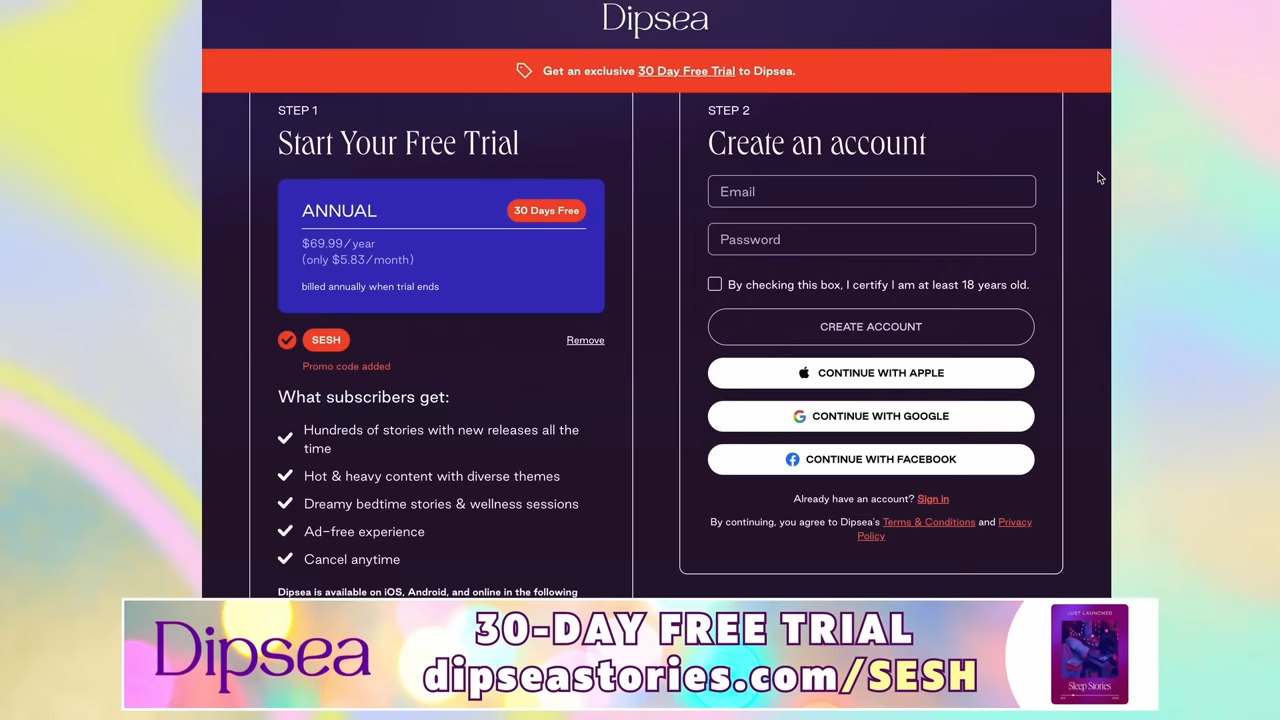 Dipsea
Get an exclusive 30 Day Free Trial to Dipsea.
STEP 1
Start Your Free Trial
ANNUAL
30 Days Free
$69.99/year
(only $5.83/month)
billed annually when trial ends
SESH
Remove
Promo code added
What subscribers get:
Hundreds of stories with new releases all the
time
Hot & heavy content with diverse themes
Dreamy bedtime stories & wellness sessions
Ad-free experience
Cancel anytime
Dipsea is available on iOS, Android, and online in the following
STEP 2
Create an account
Email
Password
By checking this box, I certify I am at least 18 years old.
CREATE ACCOUNT
CONTINUE WITH APPLE
CONTINUE WITH GOOGLE
CONTINUE WITH FACEBOOK
Already have an account? Sign in
By continuing, you agree to Dipsea's Terms & Conditions and Privacy
Policy
Dipsea
30-DAY FREE TRIAL
dipseastories.com/SESH
JUST LAUNCHED
Sleep Stories